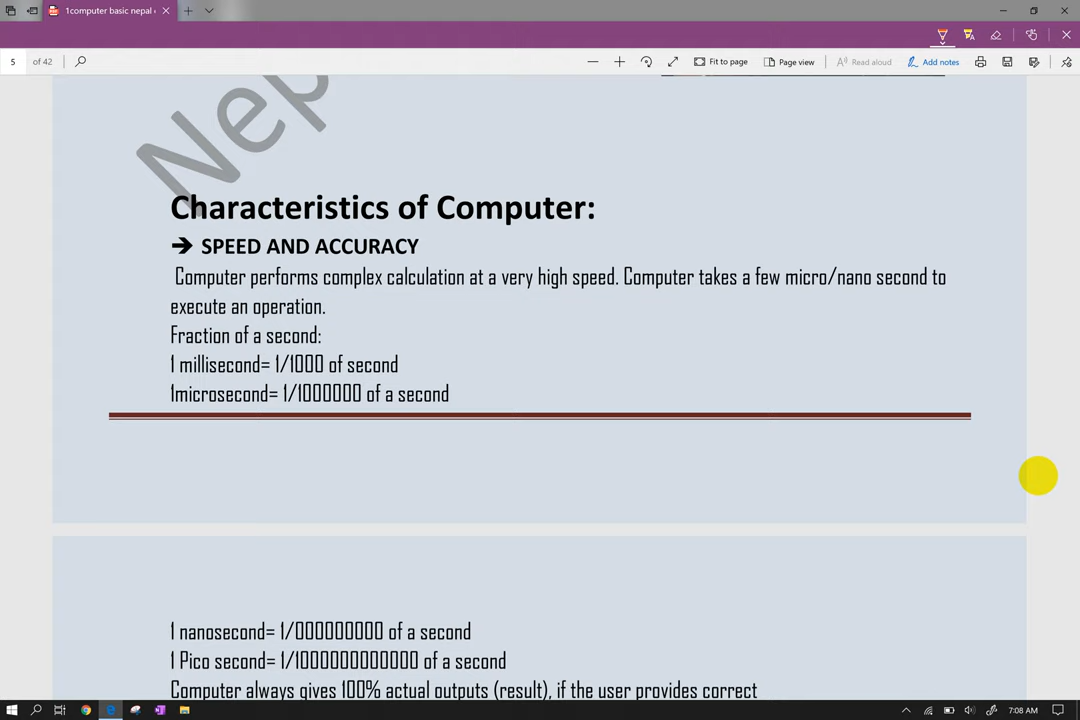 1computer basic nepal
5 of 42
Fit to page
Page view
Read aloud
Add notes
Nep
Characteristics of Computer:
➔ SPEED AND ACCURACY
Computer performs complex calculation at a very high speed. Computer takes a few micro/nano second to
execute an operation.
Fraction of a second:
1 millisecond= 1/1000 of second
1microsecond= 1/1000000 of a second
1 nanosecond= 1/000000000 of a second
1 Pico second= 1/1000000000000 of a second
Computer always gives 100% actual outputs (result), if the user provides correct
7:08 AM